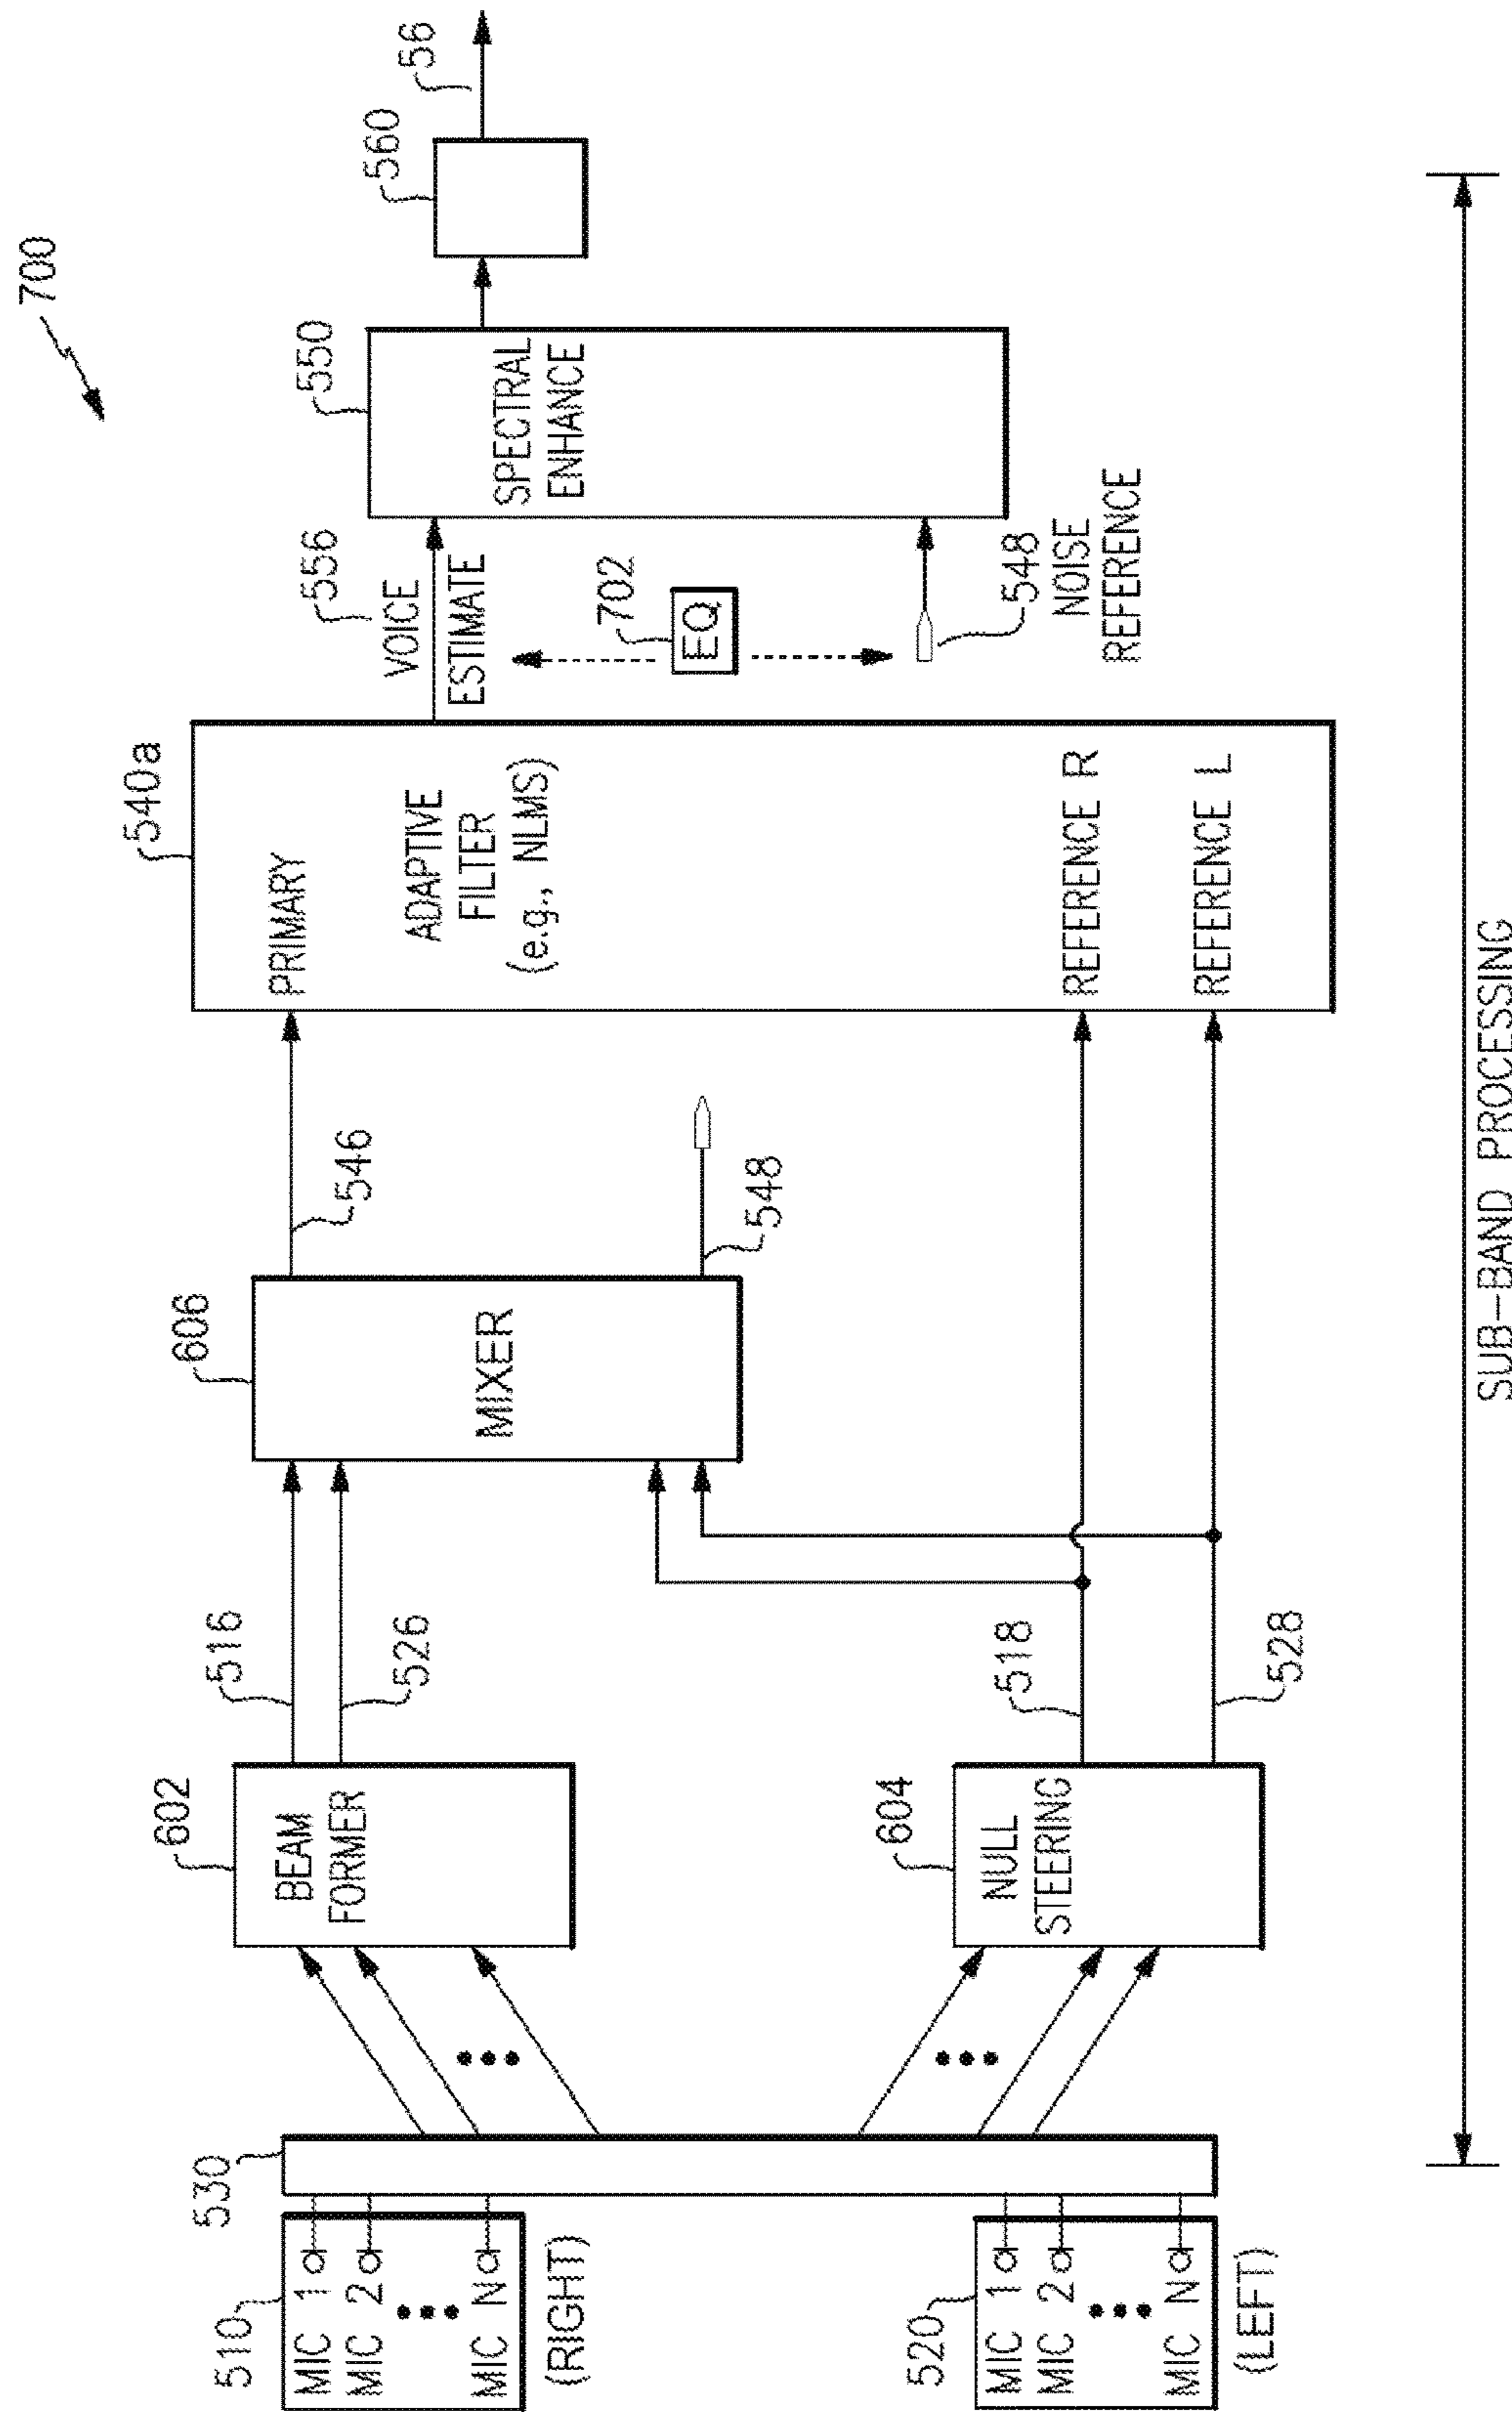 700
510
MIC 1
MIC 2
MIC N
(RIGHT)
520
MIC 1
MIC 2
MIC N
(LEFT)
530
602
BEAM
FORMER
604
NULL
STEERING
516
526
518
528
606
MIXER
546
548
540a
PRIMARY
ADAPTIVE
FILTER
(e.g., NLMS)
REFERENCE R
REFERENCE L
556
VOICE
ESTIMATE
702
EQ
548
NOISE
REFERENCE
550
SPECTRAL
ENHANCE
560
56
SUB-BAND PROCESSING